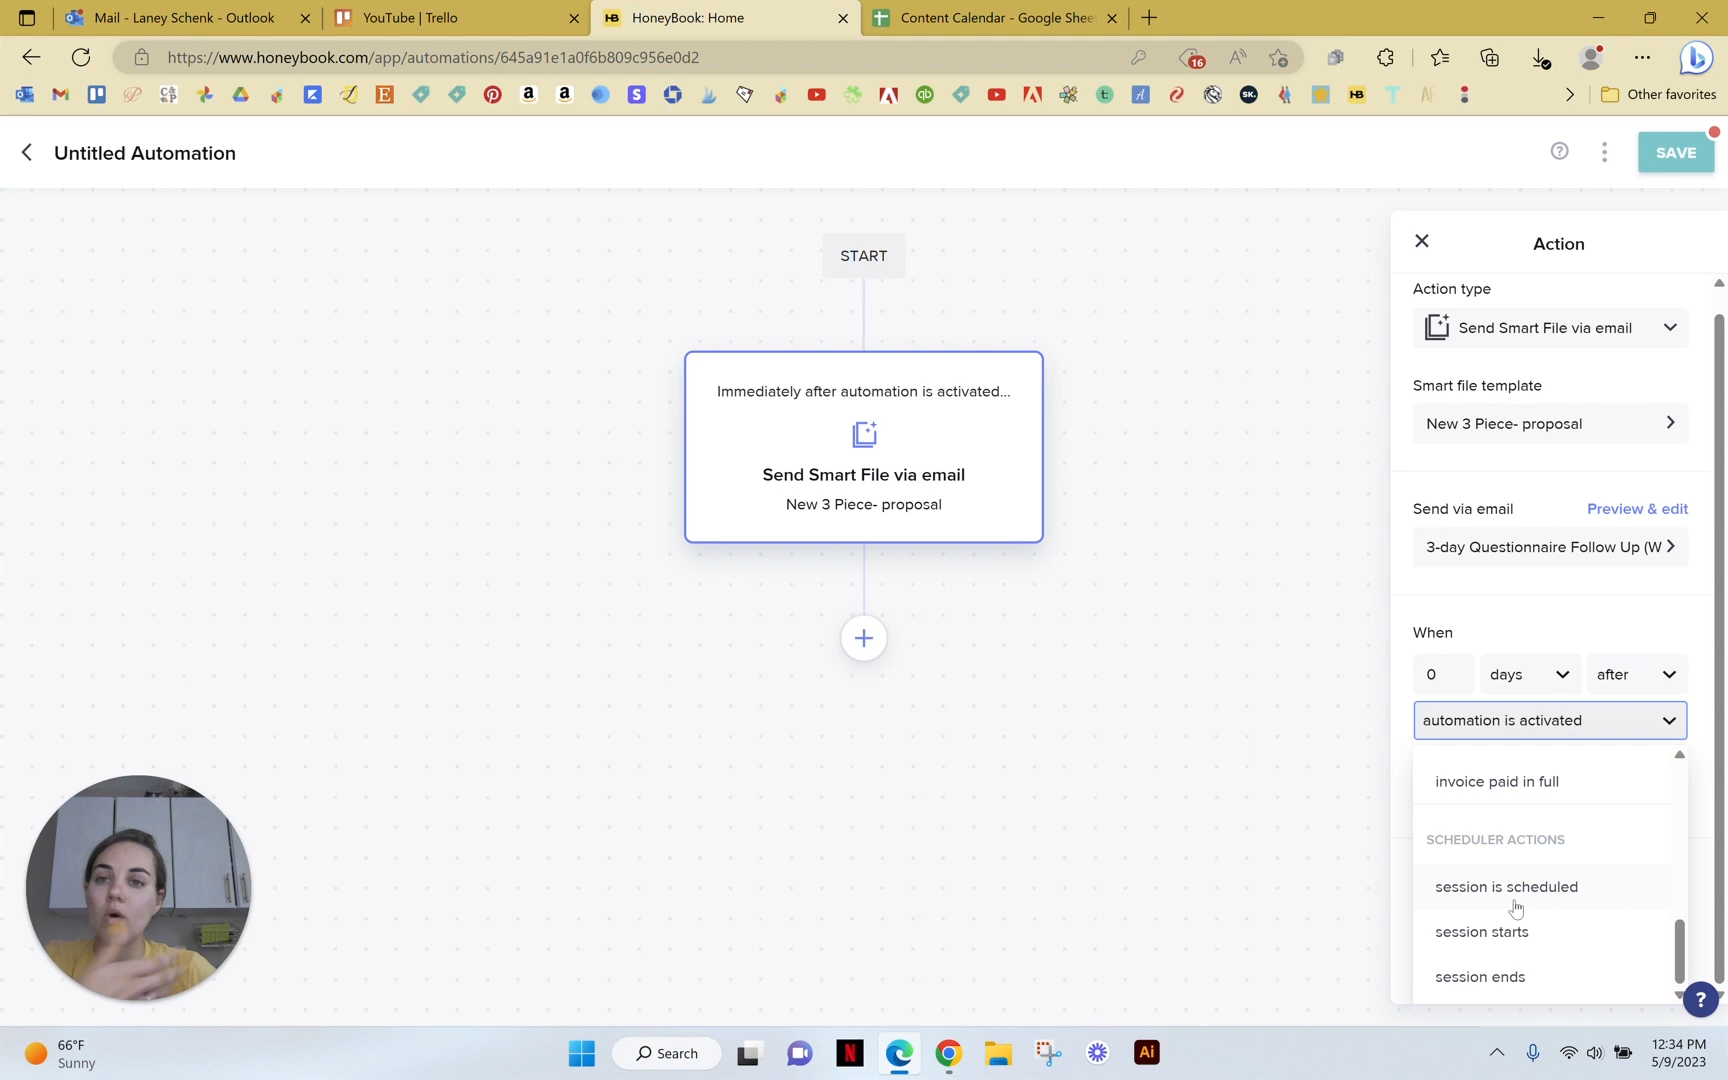 Mail - Laney Schenk - Outlook
YouTube | Trello
HB HoneyBook: Home
Content Calendar - Google Shee
https://www.honeybook.com/app/automations/645a91e1a0f6b809c956e0d2
16
Other favorites
Untitled Automation
SAVE
START
Immediately after automation is activated...
Send Smart File via email
New 3 Piece- proposal
Action
Action type
Send Smart File via email
Smart file template
New 3 Piece- proposal
Send via email
Preview & edit
3-day Questionnaire Follow Up (W
When
0
days
after
automation is activated
invoice paid in full
SCHEDULER ACTIONS
session is scheduled
session starts
session ends
?
66°F
Sunny
Search
N
Ai
12:34 PM
5/9/2023